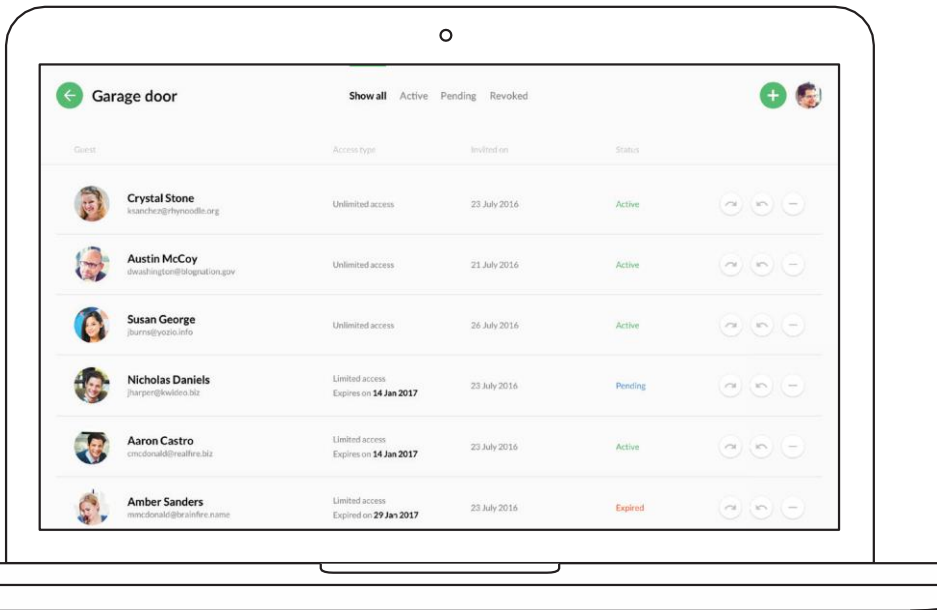 Garage door
Show all Active Pending Revoked
Guest Access type Invited on Status
Crystal Stone
ksanchez@rhynoodle.org
Unlimited access 23 July 2016 Active
Austin McCoy
dwashington@blognation.gov
Unlimited access 21 July 2016 Active
Susan George
jburns@yozio.info
Unlimited access 26 July 2016 Active
Nicholas Daniels
jharper@kwideo.biz
Limited access
Expires on 14 Jan 2017
23 July 2016 Pending
Aaron Castro
cmcdonald@realfire.biz
Limited access
Expires on 14 Jan 2017
23 July 2016 Active
Amber Sanders
mmcdonald@brainfire.name
Limited access
Expired on 29 Jan 2017
23 July 2016 Expired